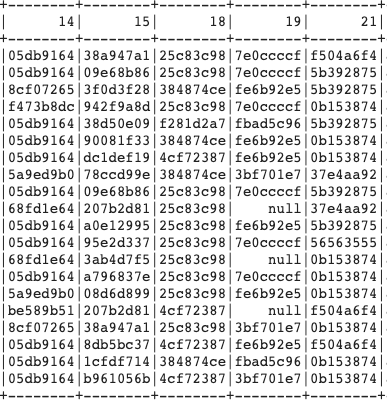 +--------+--------+--------+--------+--------+
|      14|      15|      18|      19|      21|
+--------+--------+--------+--------+--------+
|05db9164|38a947a1|25c83c98|7e0ccccf|f504a6f4|
|05db9164|09e68b86|25c83c98|7e0ccccf|5b392875|
|8cf07265|3f0d3f28|384874ce|fe6b92e5|5b392875|
|f473b8dc|942f9a8d|25c83c98|7e0ccccf|0b153874|
|05db9164|38d50e09|f281d2a7|fbad5c96|5b392875|
|05db9164|90081f33|384874ce|fe6b92e5|0b153874|
|05db9164|dc1def19|4cf72387|fe6b92e5|0b153874|
|5a9ed9b0|78ccd99e|384874ce|3bf701e7|37e4aa92|
|05db9164|09e68b86|25c83c98|7e0ccccf|5b392875|
|68fd1e64|207b2d81|25c83c98|    null|37e4aa92|
|05db9164|a0e12995|25c83c98|fe6b92e5|5b392875|
|05db9164|95e2d337|25c83c98|7e0ccccf|56563555|
|68fd1e64|3ab4d7f5|25c83c98|    null|0b153874|
|05db9164|a796837e|25c83c98|7e0ccccf|0b153874|
|5a9ed9b0|08d6d899|25c83c98|fe6b92e5|0b153874|
|be589b51|207b2d81|4cf72387|    null|f504a6f4|
|8cf07265|38a947a1|25c83c98|3bf701e7|0b153874|
|05db9164|8db5bc37|4cf72387|fe6b92e5|f504a6f4|
|05db9164|1cfdf714|384874ce|fbad5c96|0b153874|
|05db9164|b961056b|4cf72387|3bf701e7|0b153874|
+--------+--------+--------+--------+--------+